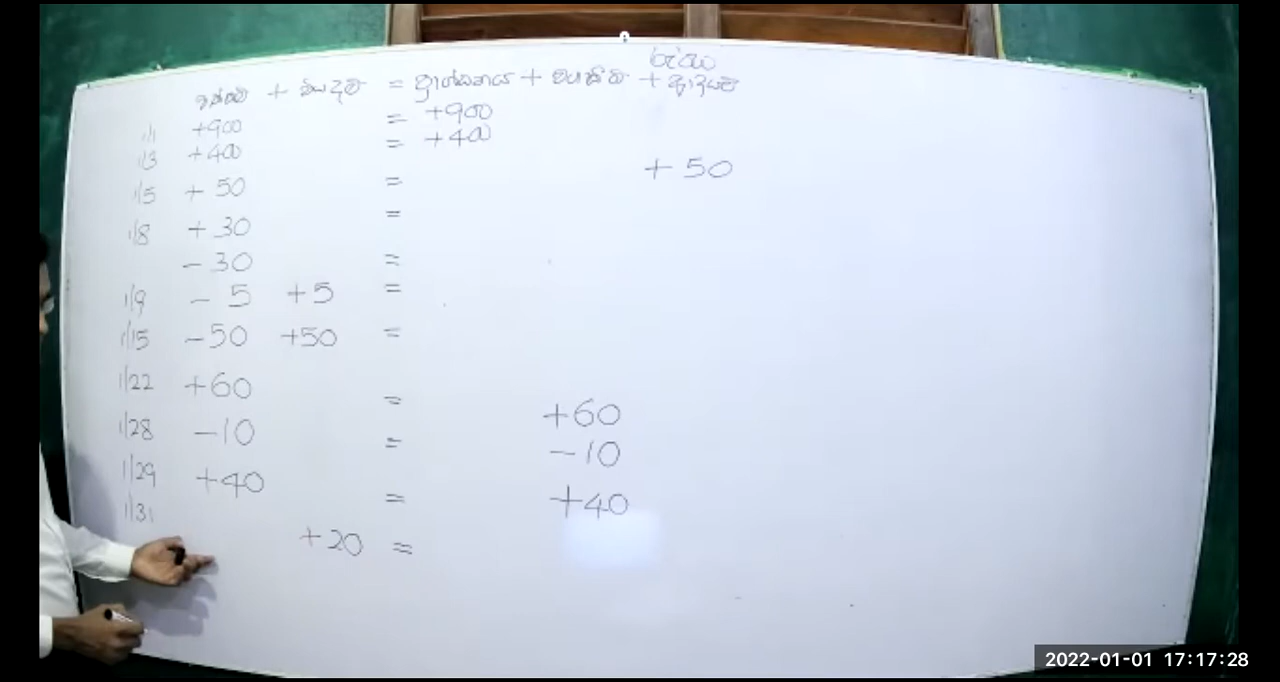 රැස්
වත්කම් + වියදම් = ප්‍රාග්ධනය + වගකීම් + ආදායම්
1/1 +900 = +900
1/3 +400 = +400
1/5 + 50 = + 50
1/8 + 30 =
- 30 =
1/9 - 5 +5 =
1/15 -50 +50 =
1/22 +60 = +60
1/28 -10 = -10
1/29 +40 = +40
1/31
+20 =
2022-01-01 17:17:28